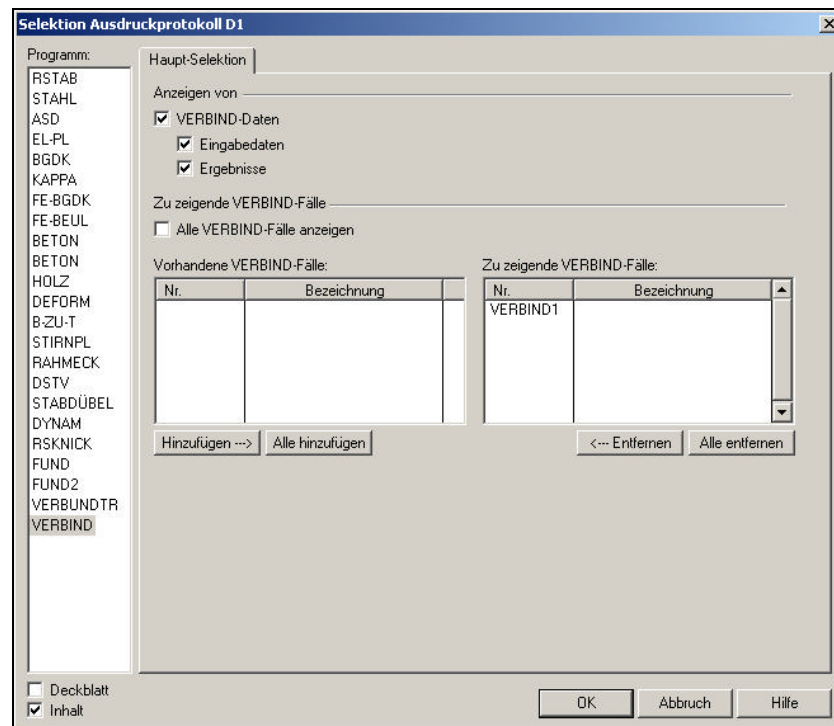 Selektion Ausdruckprotokoll D1
Programm:
RSTAB
STAHL
ASD
EL-PL
BGDK
KAPPA
FE-BGDK
FE-BEUL
BETON
BETON
HOLZ
DEFORM
B-ZU-T
STIRNPL
RAHMECK
DSTV
STABDÜBEL
DYNAM
RSKNICK
FUND
FUND2
VERBUNDTR
VERBIND
Deckblatt
Inhalt
Haupt-Selektion
Anzeigen von
VERBIND-Daten
Eingabedaten
Ergebnisse
Zu zeigende VERBIND-Fälle
Alle VERBIND-Fälle anzeigen
Vorhandene VERBIND-Fälle:
Nr. Bezeichnung
Hinzufügen ---> Alle hinzufügen
Zu zeigende VERBIND-Fälle:
Nr. Bezeichnung
VERBIND1
<--- Entfernen Alle entfernen
OK Abbruch Hilfe